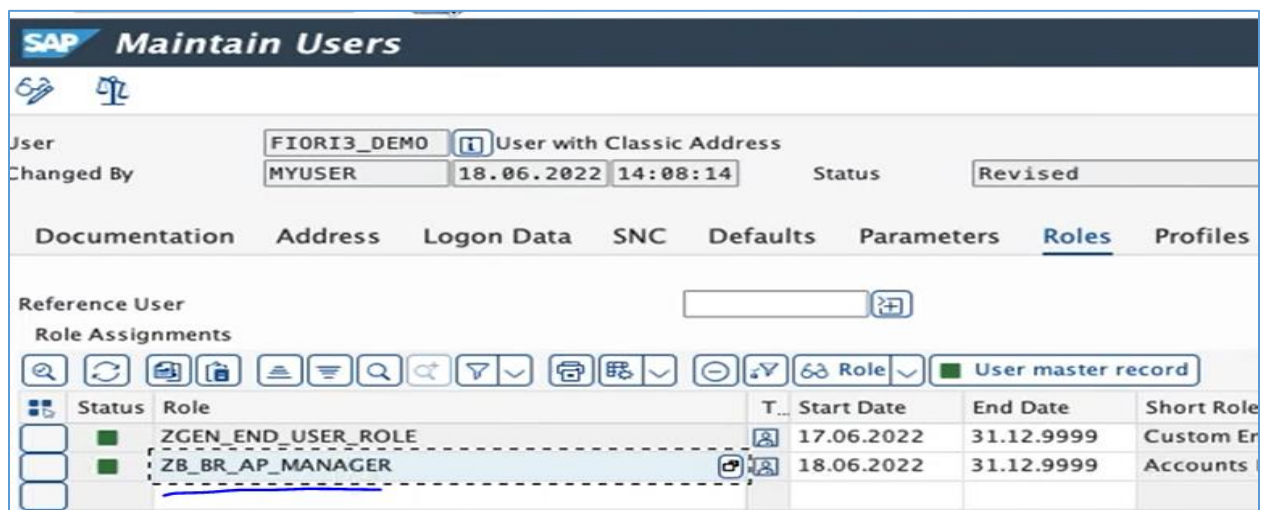 SAP Maintain Users
User FIORI3_DEMO User with Classic Address
Changed By MYUSER 18.06.2022 14:08:14 Status Revised
Documentation Address Logon Data SNC Defaults Parameters Roles Profiles
Reference User
Role Assignments
Role User master record
Status Role T.. Start Date End Date Short Role
ZGEN_END_USER_ROLE 17.06.2022 31.12.9999 Custom En
ZB_BR_AP_MANAGER 18.06.2022 31.12.9999 Accounts